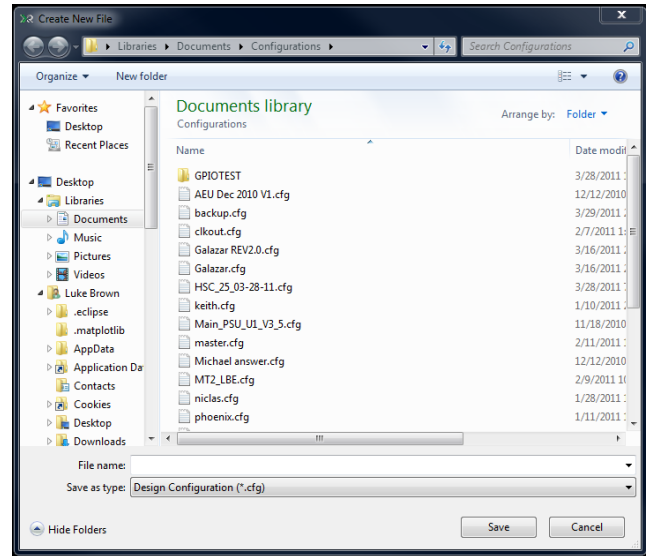 Create New File
x
Libraries Documents Configurations
Search Configurations
Organize New folder
Favorites
Desktop
Recent Places
Desktop
Libraries
Documents
Music
Pictures
Videos
Luke Brown
.eclipse
.matplotlib
AppData
Application Da
Contacts
Cookies
Desktop
Downloads
Documents library
Configurations
Arrange by: Folder
Name Date modif
GPIOTEST 3/28/2011
AEU Dec 2010 V1.cfg 12/12/2010
backup.cfg 3/29/2011
clkout.cfg 2/7/2011 1:
Galazar REV2.0.cfg 3/16/2011
Galazar.cfg 3/16/2011
HSC_25_03-28-11.cfg 3/28/2011
keith.cfg 1/10/2011
Main_PSU_U1_V3_5.cfg 11/18/2010
master.cfg 2/11/2011
Michael answer.cfg 12/12/2010
MT2_LBE.cfg 2/9/2011 1
niclas.cfg 1/28/2011
phoenix.cfg 1/11/2011
File name:
Save as type: Design Configuration (*.cfg)
Hide Folders
Save Cancel